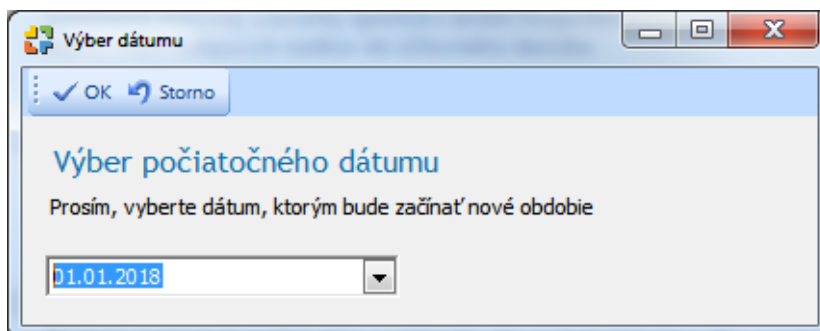 Výber dátumu
OK Storno
Výber počiatočného dátumu
Prosím, vyberte dátum, ktorým bude začínať nové obdobie
01.01.2018